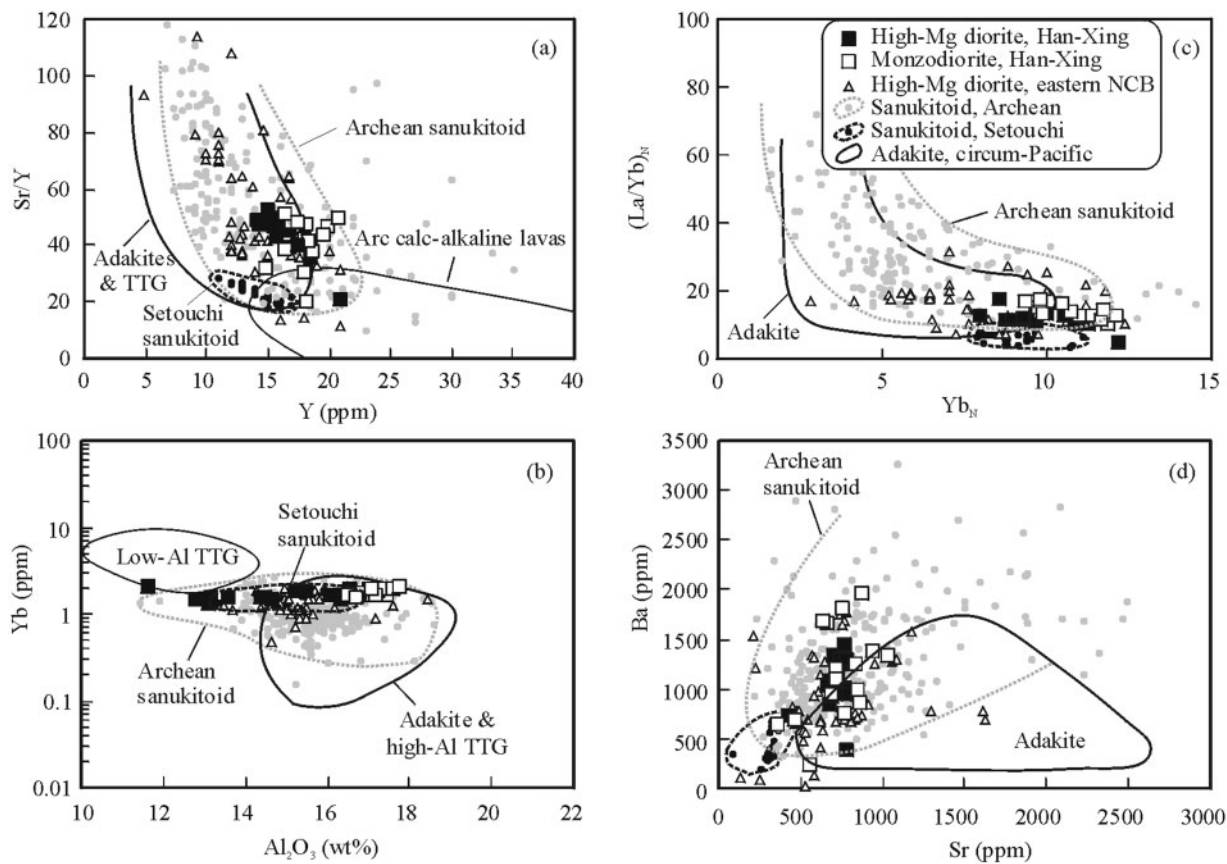 120
100
80
60
40
20
0
Sr/Y
0
5
10
15
20
25
30
35
40
Y (ppm)
(a)
Archean sanukitoid
Arc calc-alkaline lavas
Adakites
& TTG
Setouchi
sanukitoid
100
80
60
40
20
0
(La/Yb)N
0
5
10
15
YbN
(c)
High-Mg diorite, Han-Xing
Monzodiorite, Han-Xing
High-Mg diorite, eastern NCB
Sanukitoid, Archean
Sanukitoid, Setouchi
Adakite, circum-Pacific
Archean sanukitoid
Adakite
100
10
1
0.1
0.01
Yb (ppm)
10
12
14
16
18
20
22
Al2O3 (wt%)
(b)
Setouchi
sanukitoid
Low-Al TTG
Archean
sanukitoid
Adakite &
high-Al TTG
3500
3000
2500
2000
1500
1000
500
0
Ba (ppm)
0
500
1000
1500
2000
2500
3000
Sr (ppm)
(d)
Archean
sanukitoid
Adakite